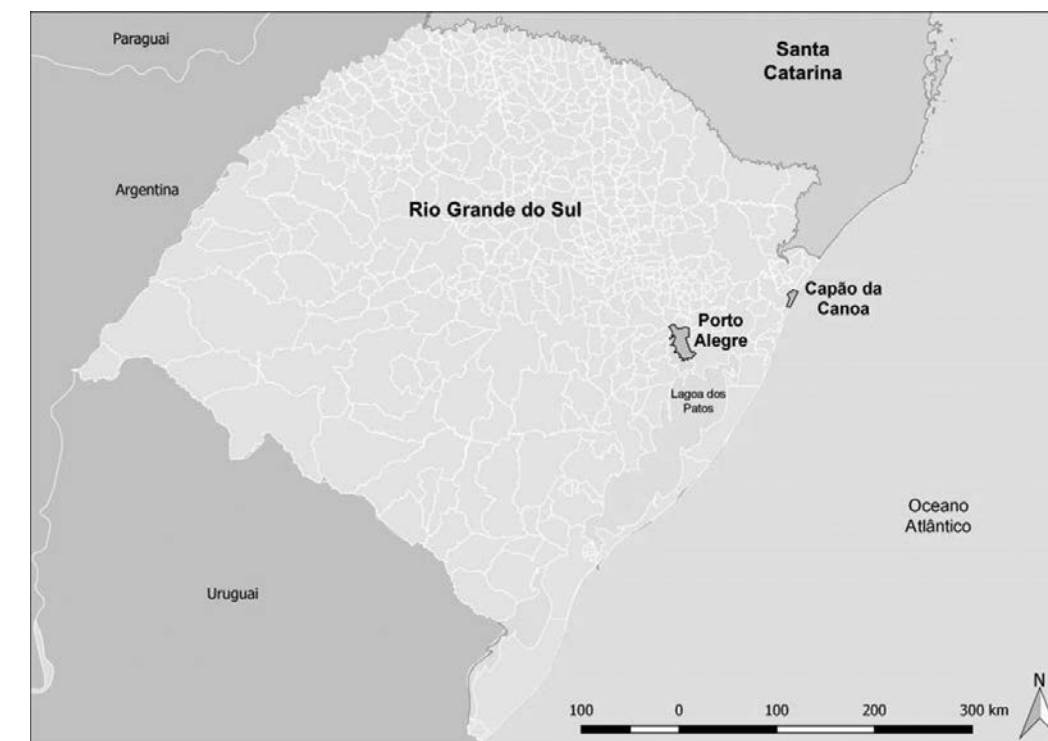 Paraguai
Santa
Catarina
Argentina
Rio Grande do Sul
Capão da
Canoa
Porto
Alegre
Lagoa dos
Patos
Oceano
Atlântico
Uruguai
N
100 0 100 200 300 km